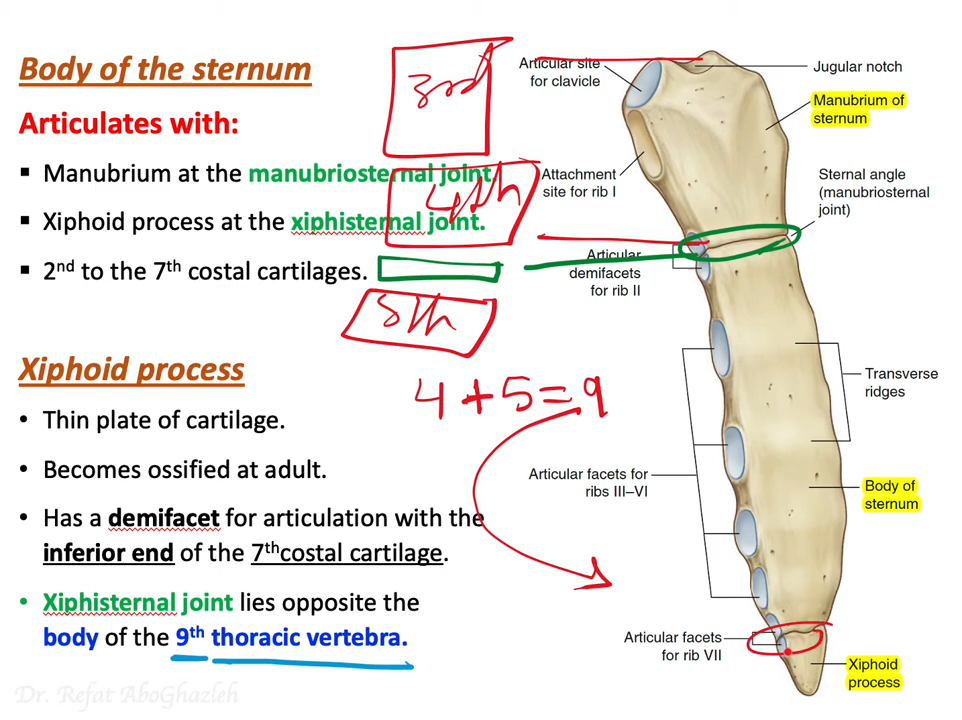 Body of the sternum
Articulates with:
▪ Manubrium at the manubriosternal joint.
▪ Xiphoid process at the xiphisternal joint.
▪ 2nd to the 7th costal cartilages.
3rd
4th
8th
4 + 5 = 9
Xiphoid process
• Thin plate of cartilage.
• Becomes ossified at adult.
• Has a demifacet for articulation with the
inferior end of the 7thcostal cartilage.
• Xiphisternal joint lies opposite the
body of the 9th thoracic vertebra.
Dr. Refat AboGhazleh
Articular site
for clavicle
Attachment
site for rib I
Articular
demifacets
for rib II
Articular facets for
ribs III–VI
Articular facets
for rib VII
Jugular notch
Manubrium of
sternum
Sternal angle
(manubriosternal
joint)
Transverse
ridges
Body of
sternum
Xiphoid
process